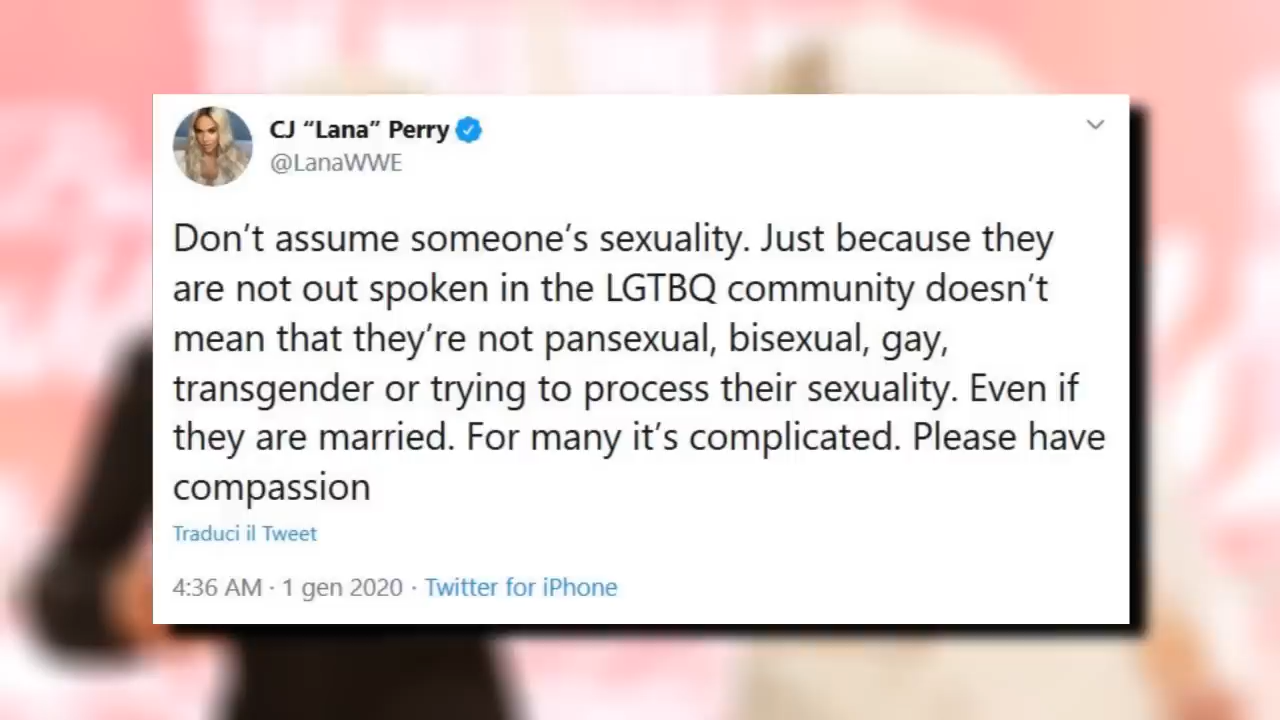 CJ “Lana” Perry
@LanaWWE
Don’t assume someone’s sexuality. Just because they
are not out spoken in the LGTBQ community doesn’t
mean that they’re not pansexual, bisexual, gay,
transgender or trying to process their sexuality. Even if
they are married. For many it’s complicated. Please have
compassion
Traduci il Tweet
4:36 AM · 1 gen 2020 · Twitter for iPhone